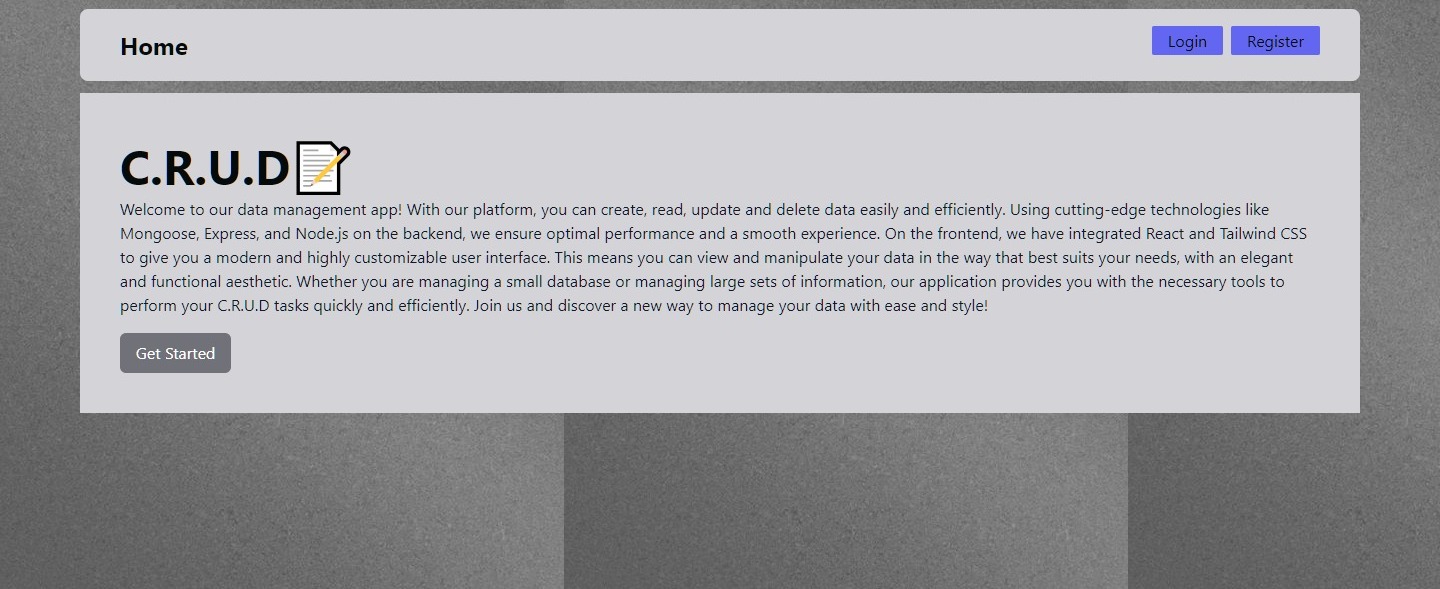 Home
Login Register
C.R.U.D📝
Welcome to our data management app! With our platform, you can create, read, update and delete data easily and efficiently. Using cutting-edge technologies like
Mongoose, Express, and Node.js on the backend, we ensure optimal performance and a smooth experience. On the frontend, we have integrated React and Tailwind CSS
to give you a modern and highly customizable user interface. This means you can view and manipulate your data in the way that best suits your needs, with an elegant
and functional aesthetic. Whether you are managing a small database or managing large sets of information, our application provides you with the necessary tools to
perform your C.R.U.D tasks quickly and efficiently. Join us and discover a new way to manage your data with ease and style!
Get Started